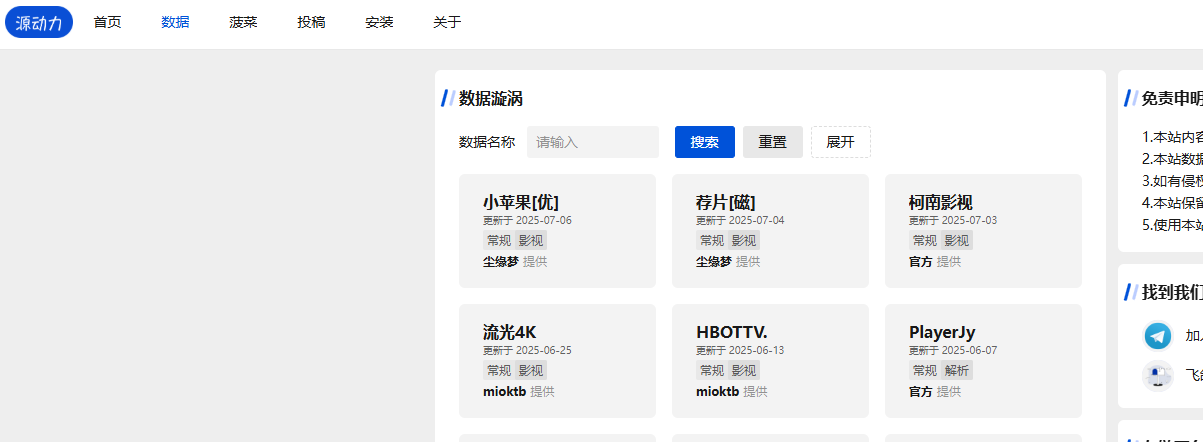 源动力 首页 数据 菠菜 投稿 安装 关于
数据漩涡
数据名称 请输入 搜索 重置 展开
小苹果[优]
更新于 2025-07-06
常规 影视
尘缘梦 提供
荐片[磁]
更新于 2025-07-04
常规 影视
尘缘梦 提供
柯南影视
更新于 2025-07-03
常规 影视
官方 提供
流光4K
更新于 2025-06-25
常规 影视
mioktb 提供
HBOTTV.
更新于 2025-06-13
常规 影视
mioktb 提供
PlayerJy
更新于 2025-06-07
常规 解析
官方 提供
免责申明
1.本站内容
2.本站数据
3.如有侵权
4.本站保留
5.使用本站
找到我们
加